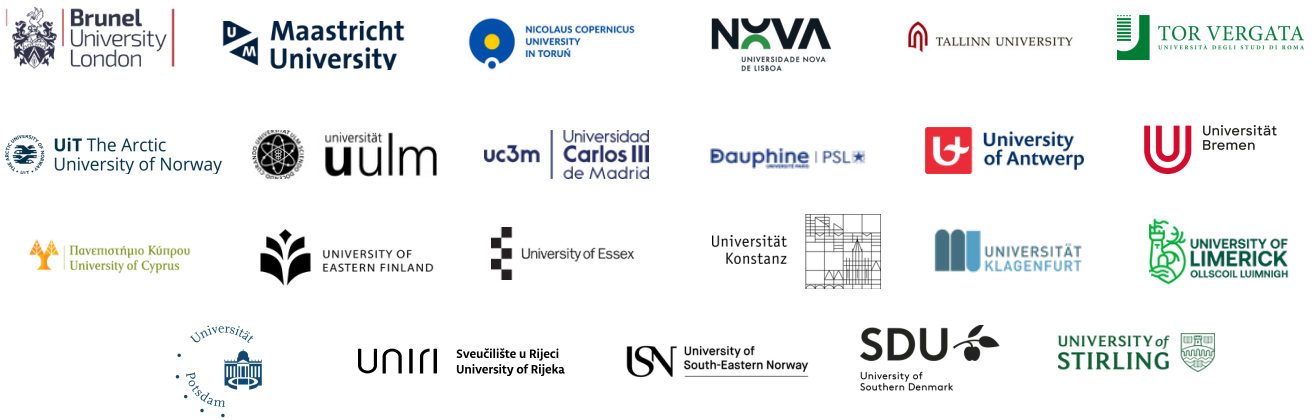 Brunel
University
London
U
M
Maastricht
University
NICOLAUS COPERNICUS
UNIVERSITY
IN TORUŃ
NOVA
UNIVERSIDADE NOVA
DE LISBOA
TALLINN UNIVERSITY
TOR VERGATA
UNIVERSITÀ DEGLI STUDI DI ROMA
UiT The Arctic
University of Norway
universität
uulm
uc3m
Universidad
Carlos III
de Madrid
Dauphine | PSL
UNIVERSITÉ PARIS
University
of Antwerp
Universität
Bremen
Πανεπιστήμιο Κύπρου
University of Cyprus
UNIVERSITY OF
EASTERN FINLAND
University of Essex
Universität
Konstanz
UNIVERSITÄT
KLAGENFURT
UNIVERSITY OF
LIMERICK
OLLSCOIL LUIMNIGH
Universität
Potsdam
UNIRI
Sveučilište u Rijeci
University of Rijeka
USN
University of
South-Eastern Norway
SDU
University of
Southern Denmark
UNIVERSITY of
STIRLING